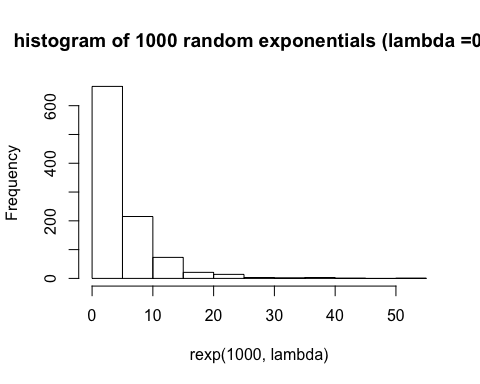 histogram of 1000 random exponentials (lambda =0
Frequency
600
400
200
0
0 10 20 30 40 50
rexp(1000, lambda)